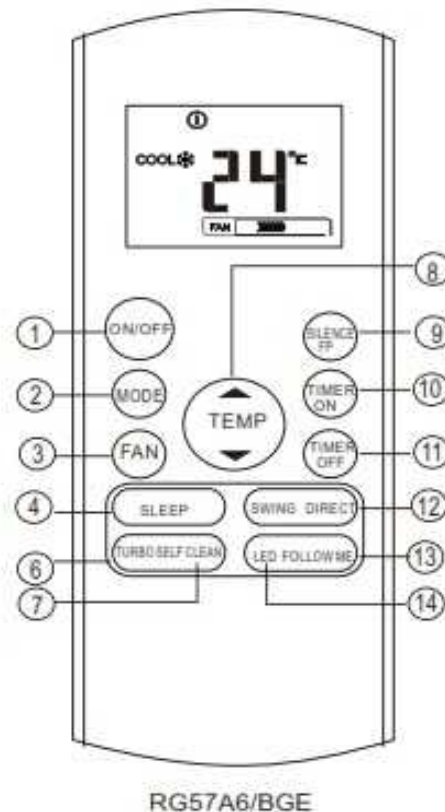 COOL 24 °C
FAN
8
1 ON/OFF SILENCE FP 9
2 MODE TEMP TIMER ON 10
3 FAN TIMER OFF 11
4 SLEEP SWING DIRECT 12
6 TURBO SELF CLEAN LED FOLLOW ME 13
7 14
RG57A6/BGE